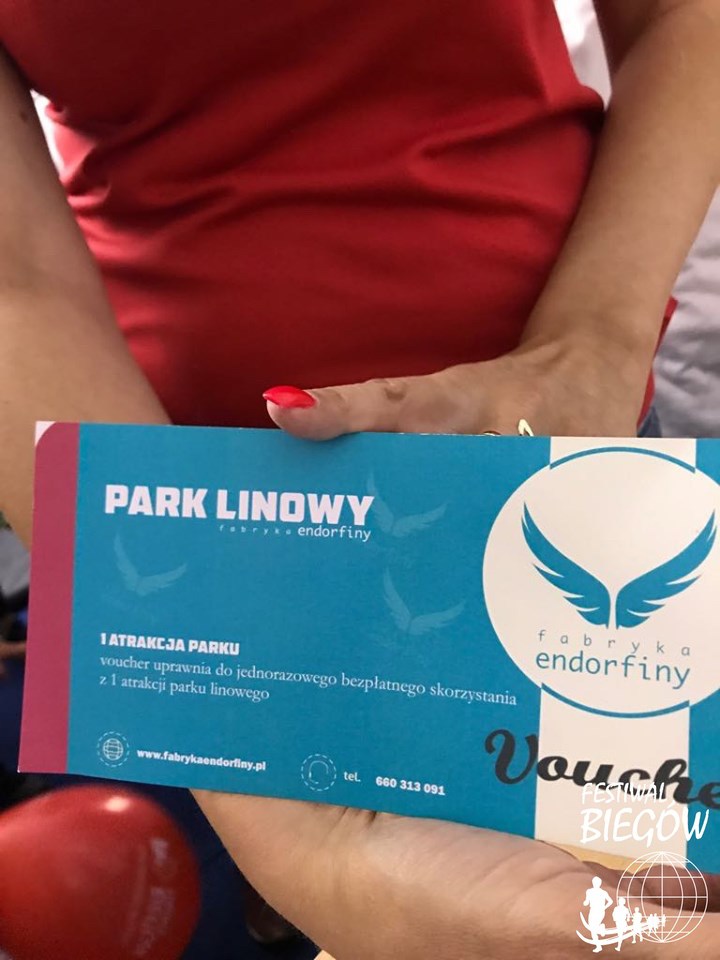 PARK LINOWY
fabryka endorfiny
1 ATRAKCJA PARKU
voucher uprawnia do jednorazowego bezpłatnego skorzystania
z 1 atrakcji parku linowego
www.fabrykaendorfiny.pl
tel. 660 313 091
fabryka
endorfiny
Vouche
FESTIWAL
BIEGÓW